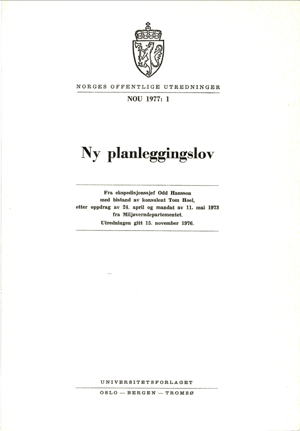 NORGES OFFENTLIGE UTREDNINGER
NOU 1977: 1
Ny planleggingslov
Fra ekspedisjonssjef Odd Hansson
med bistand av konsulent Tom Hoel,
etter oppdrag av 24. april og mandat av 11. mai 1973
fra Miljøverndepartementet.
Utredningen gitt 15. november 1976.
UNIVERSITETSFORLAGET
OSLO — BERGEN — TROMSØ